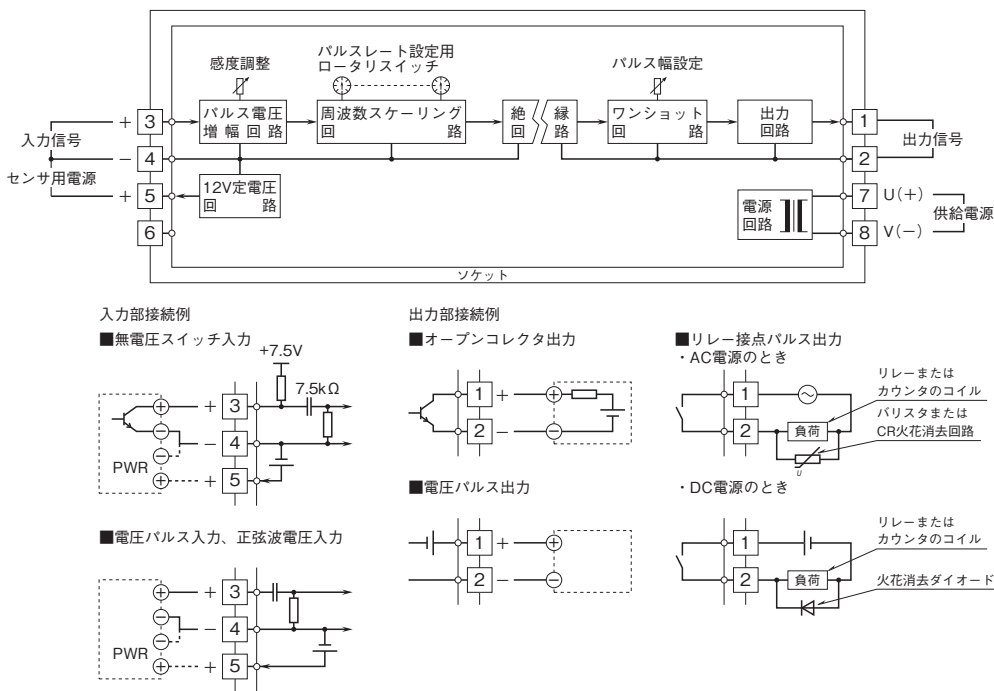 感度調整
パルスレート設定用
ロータリスイッチ
パルス幅設定
パルス電圧
増幅回路
周波数スケーリング
回路
絶縁
回路
ワンショット
回路
出力
回路
入力信号
+ 3
− 4
センサ用電源
+ 5
6
12V定電圧
回路
1
2
出力信号
電源
回路
7 U(+)
8 V(−)
供給電源
ソケット
入力部接続例
■無電圧スイッチ入力
+7.5V
7.5kΩ
+ 3
− 4
PWR
+ 5
■電圧パルス入力、正弦波電圧入力
+ 3
− 4
PWR
+ 5
出力部接続例
■オープンコレクタ出力
1 +
2 −
■電圧パルス出力
1 +
2 −
■リレー接点パルス出力
・AC電源のとき
1
2
負荷
U
リレーまたは
カウンタのコイル
バリスタまたは
CR火花消去回路
・DC電源のとき
1
2
負荷
リレーまたは
カウンタのコイル
火花消去ダイオード